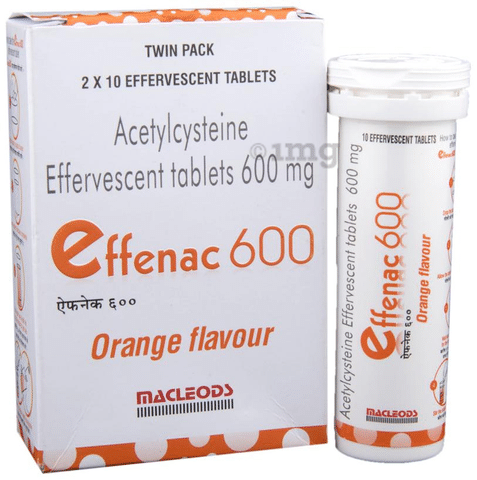 TWIN PACK
2 X 10 EFFERVESCENT TABLETS
Acetylcysteine
Effervescent tablets 600 mg
effenac 600
ऐफनेक ६००
Orange flavour
MACLEODS
1mg
10 EFFERVESCENT TABLETS
Acetylcysteine Effervescent tablets 600 mg
effenac 600
ऐफनेक ६००
Orange flavour
MACLEODS